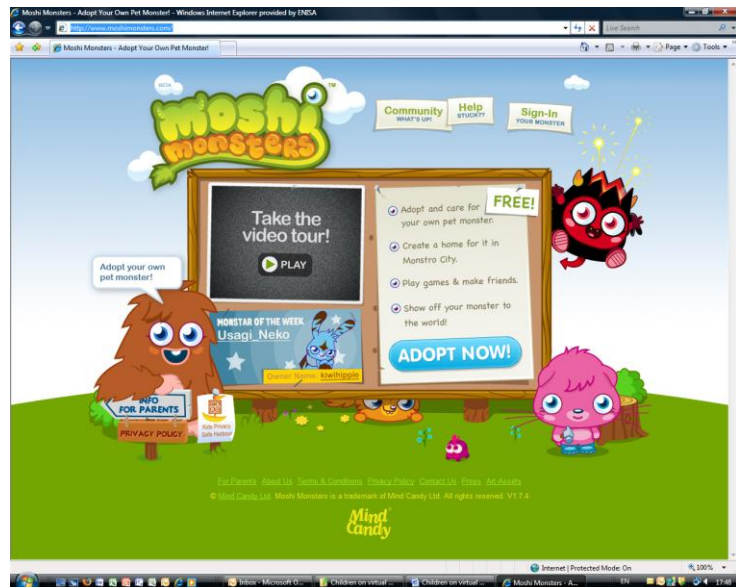 Moshi Monsters - Adopt Your Own Pet Monster! - Windows Internet Explorer provided by ENISA
http://www.moshimonsters.com/
Live Search
Moshi Monsters - Adopt Your Own Pet Monster!
Page Tools
BETA
moshi monsters™
Community
WHAT'S UP!
Help
STUCK??
Sign-In
YOUR MONSTER
Take the
video tour!
PLAY
FREE!
Adopt and care for
your own pet monster.
Create a home for it in
Monstro City.
Play games & make friends.
Show off your monster to
the world!
ADOPT NOW!
Adopt your own
pet monster!
MONSTAR OF THE WEEK
Usagi_Neko
Owner Name: kiwihippie
INFO
FOR PARENTS
PRIVACY POLICY
Kids Privacy
Safe Harbour
For Parents About Us Terms & Conditions Privacy Policy Contact Us Press Ad Assets
© Mind Candy Ltd. Moshi Monsters is a trademark of Mind Candy Ltd. All rights reserved. V1.7.4
Mind
Candy
Internet | Protected Mode: On
100%
Inbox - Microsoft O...
Children on virtual ...
Children on virtual ...
Moshi Monsters - A...
EN
17:48